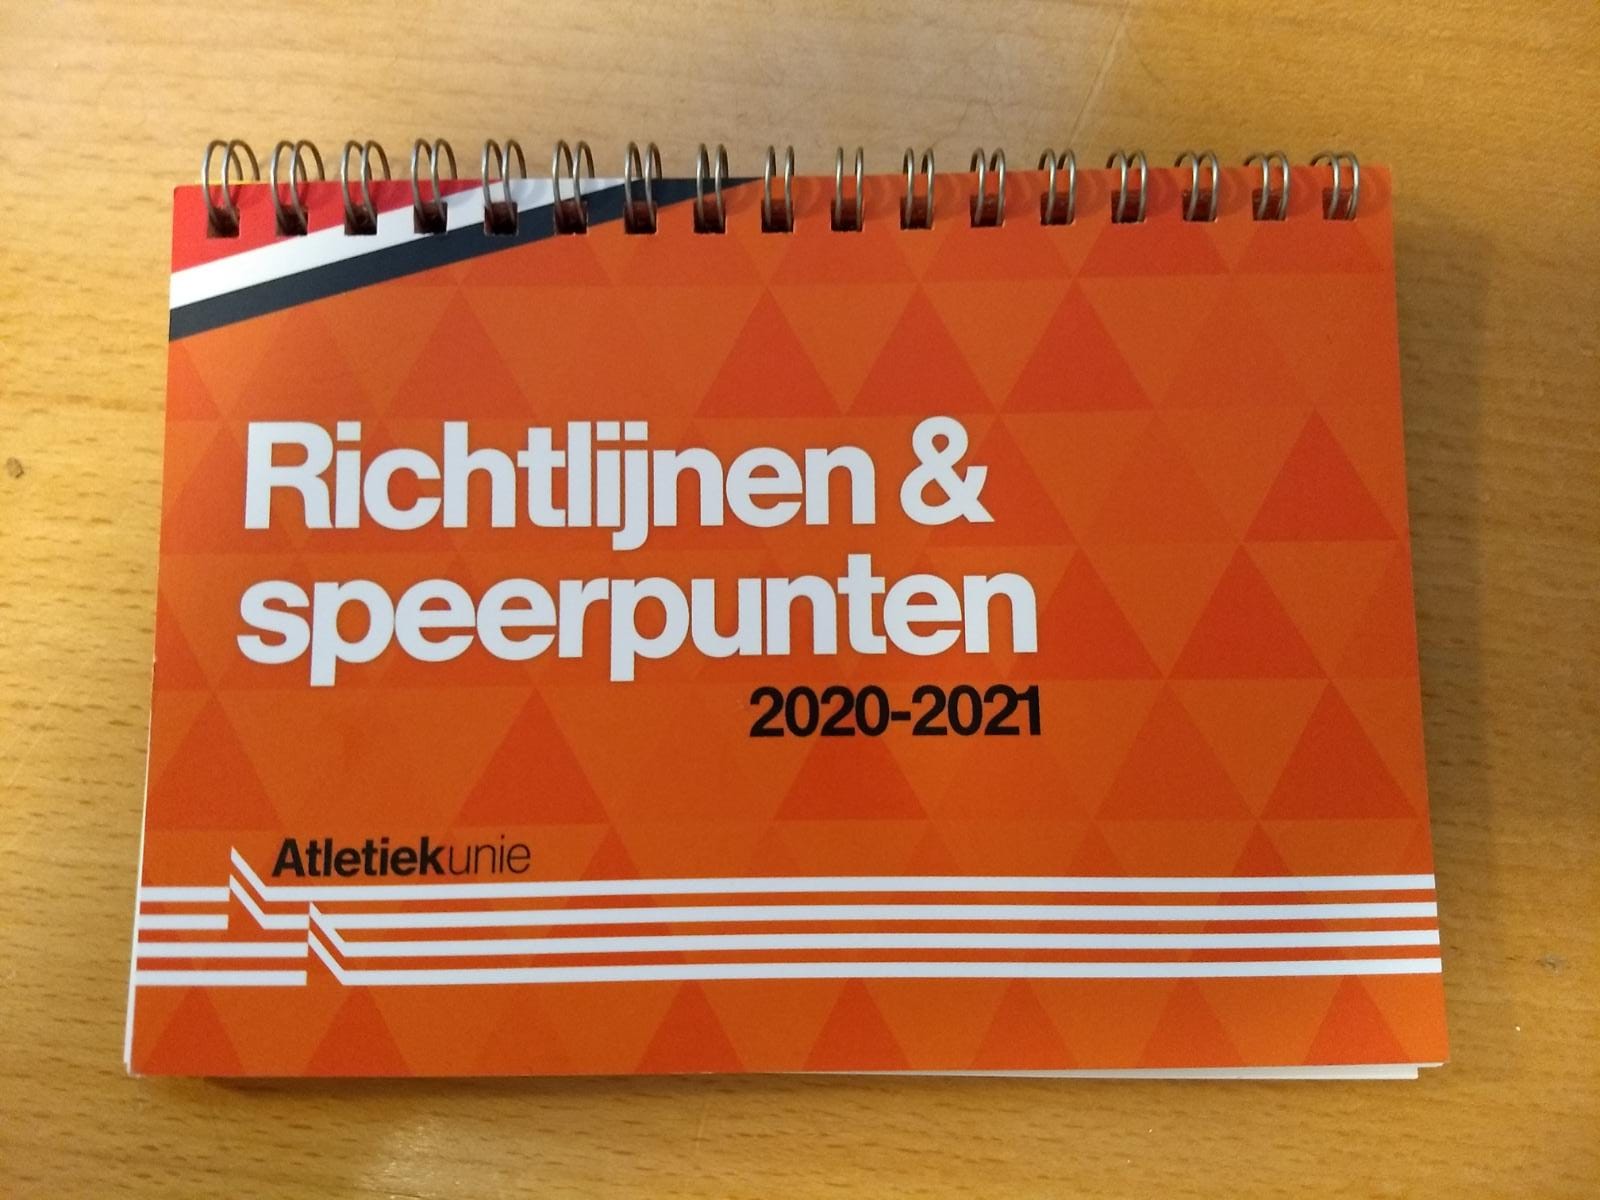 Richtlijnen &
speerpunten
2020-2021
Atletiekunie